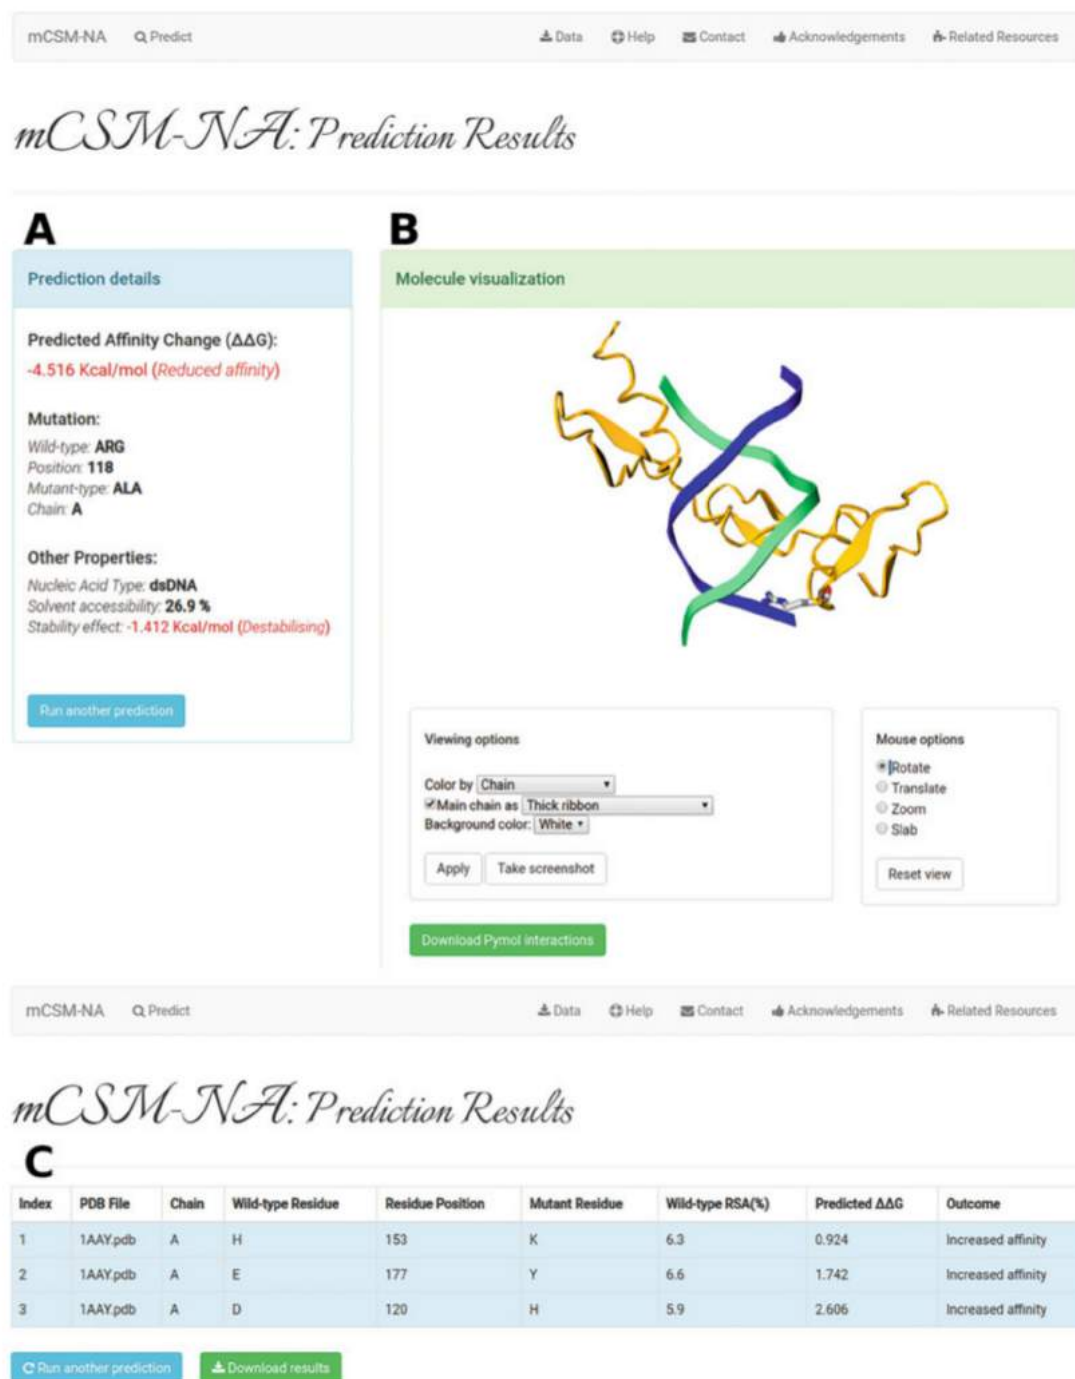 mCSM-NA Predict Data Help Contact Acknowledgements Related Resources
mCSM-NA: Prediction Results
A
Prediction details
Predicted Affinity Change (ΔΔG):
-4.516 Kcal/mol (Reduced affinity)
Mutation:
Wild-type: ARG
Position: 118
Mutant-type: ALA
Chain: A
Other Properties:
Nucleic Acid Type: dsDNA
Solvent accessibility: 26.9 %
Stability effect: -1.412 Kcal/mol (Destabilising)
Run another prediction
B
Molecule visualization
Viewing options
Color by Chain
Main chain as Thick ribbon
Background color: White
Apply Take screenshot
Mouse options
Rotate
Translate
Zoom
Slab
Reset view
Download Pymol interactions
mCSM-NA Predict Data Help Contact Acknowledgements Related Resources
mCSM-NA: Prediction Results
C
Index PDB File Chain Wild-type Residue Residue Position Mutant Residue Wild-type RSA(%) Predicted ΔΔG Outcome
1 1AAY.pdb A H 153 K 6.3 0.924 Increased affinity
2 1AAY.pdb A E 177 Y 6.6 1.742 Increased affinity
3 1AAY.pdb A D 120 H 5.9 2.606 Increased affinity
Run another prediction Download results